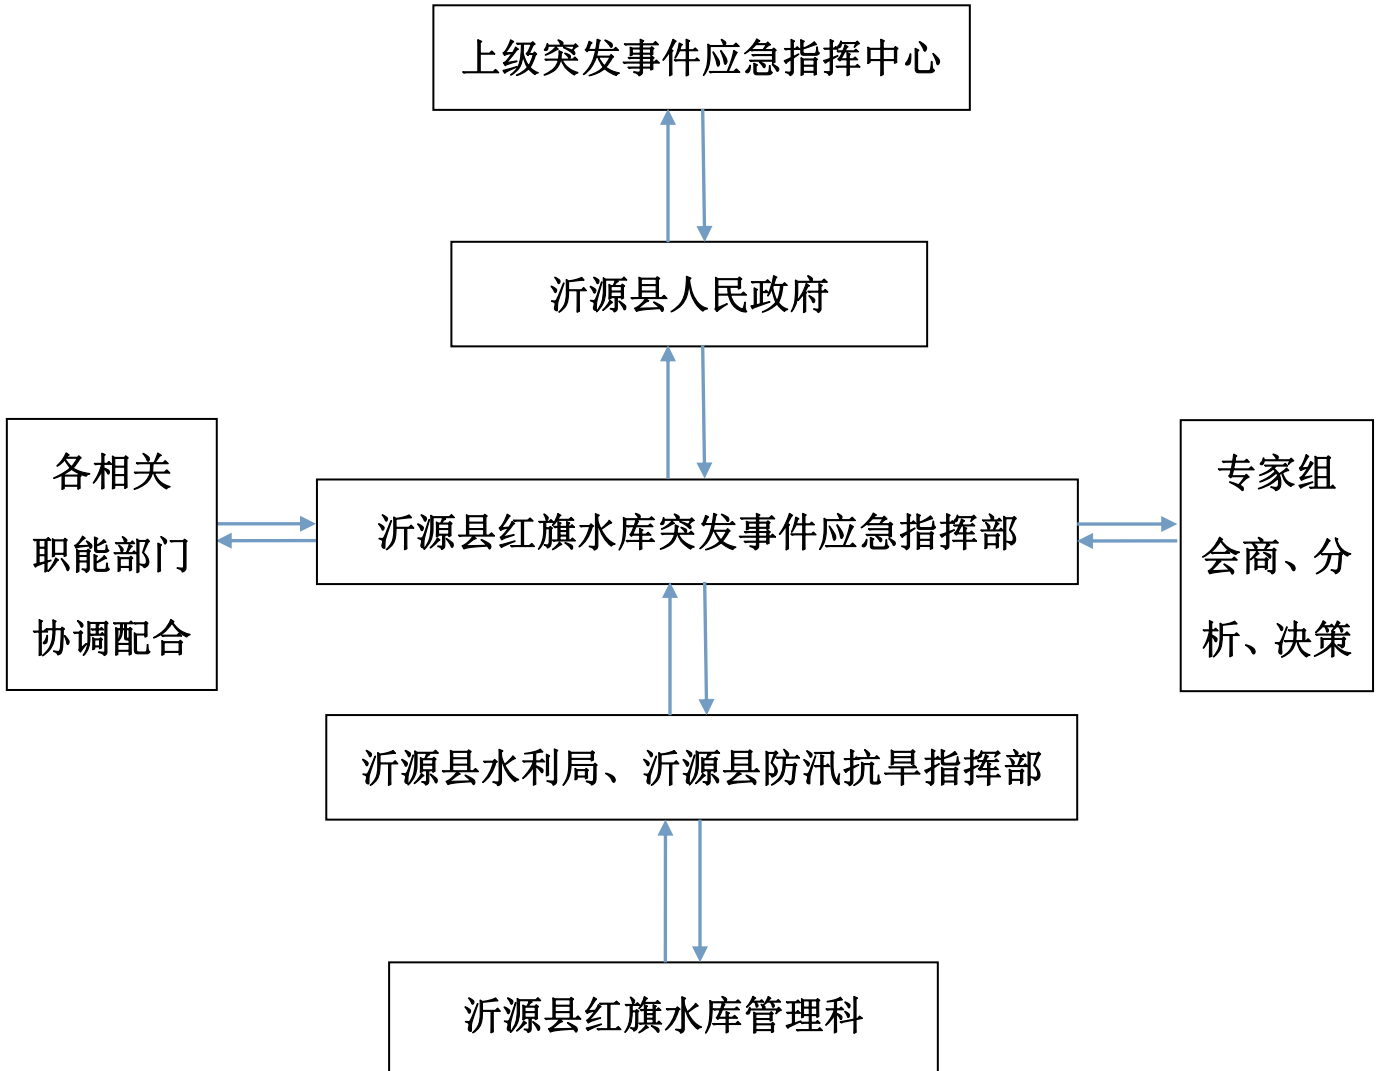 上级突发事件应急指挥中心
沂源县人民政府
各相关
职能部门
协调配合
沂源县红旗水库突发事件应急指挥部
专家组
会商、分
析、决策
沂源县水利局、沂源县防汛抗旱指挥部
沂源县红旗水库管理科